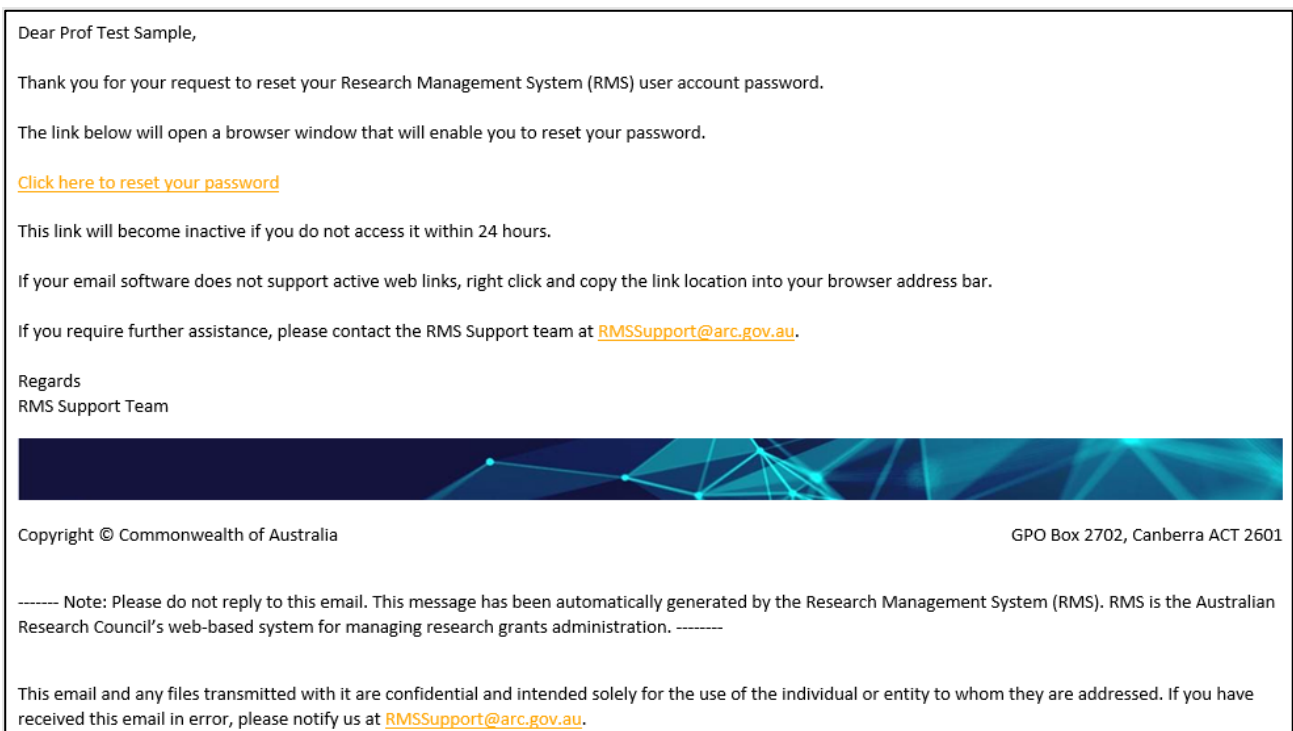 Dear Prof Test Sample,
Thank you for your request to reset your Research Management System (RMS) user account password.
The link below will open a browser window that will enable you to reset your password.
Click here to reset your password
This link will become inactive if you do not access it within 24 hours.
If your email software does not support active web links, right click and copy the link location into your browser address bar.
If you require further assistance, please contact the RMS Support team at RMSSupport@arc.gov.au.
Regards
RMS Support Team
Copyright © Commonwealth of Australia GPO Box 2702, Canberra ACT 2601
------- Note: Please do not reply to this email. This message has been automatically generated by the Research Management System (RMS). RMS is the Australian
Research Council’s web-based system for managing research grants administration. --------
This email and any files transmitted with it are confidential and intended solely for the use of the individual or entity to whom they are addressed. If you have
received this email in error, please notify us at RMSSupport@arc.gov.au.